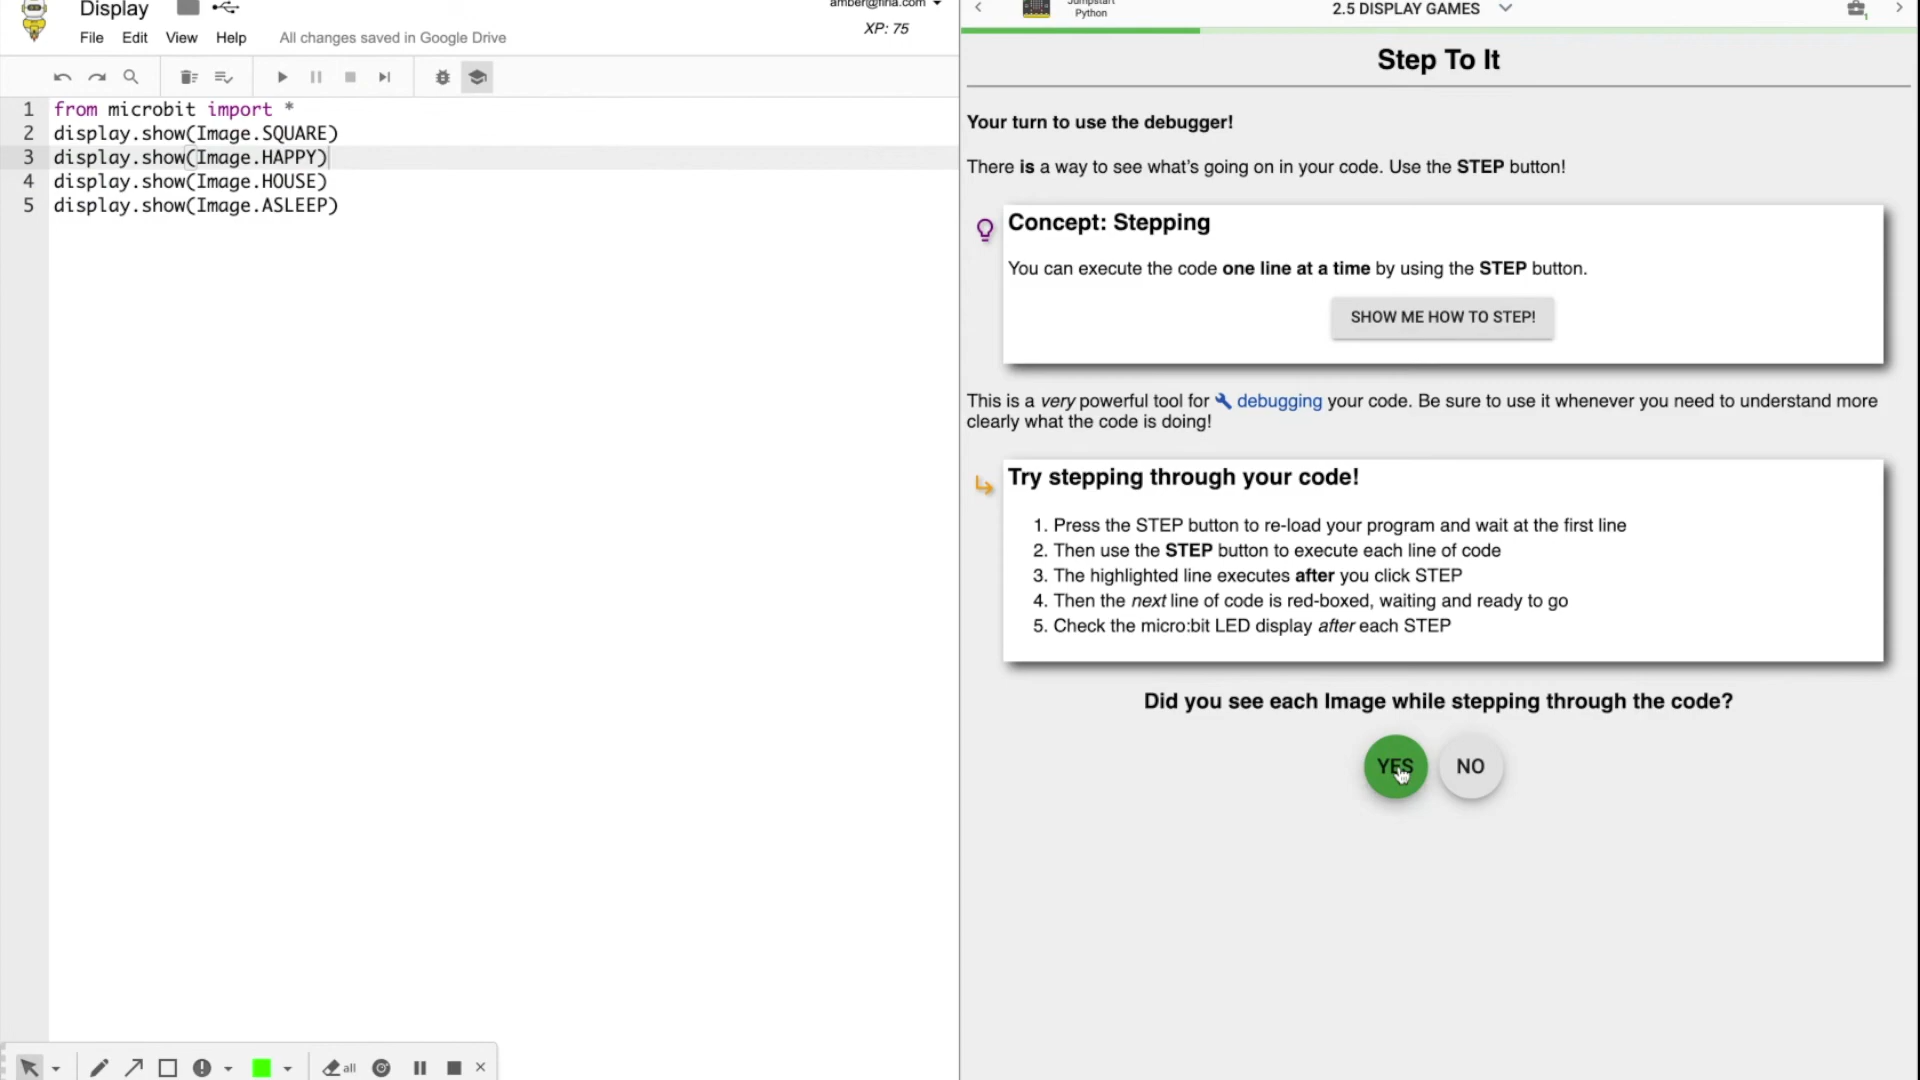 Display
File Edit View Help All changes saved in Google Drive
amber@firia.com
XP: 75
1 from microbit import *
2 display.show(Image.SQUARE)
3 display.show(Image.HAPPY)
4 display.show(Image.HOUSE)
5 display.show(Image.ASLEEP)
all
Jumpstart
Python
2.5 DISPLAY GAMES
1
Step To It
Your turn to use the debugger!
There is a way to see what's going on in your code. Use the STEP button!
Concept: Stepping
You can execute the code one line at a time by using the STEP button.
SHOW ME HOW TO STEP!
This is a very powerful tool for debugging your code. Be sure to use it whenever you need to understand more
clearly what the code is doing!
Try stepping through your code!
1. Press the STEP button to re-load your program and wait at the first line
2. Then use the STEP button to execute each line of code
3. The highlighted line executes after you click STEP
4. Then the next line of code is red-boxed, waiting and ready to go
5. Check the micro:bit LED display after each STEP
Did you see each Image while stepping through the code?
YES NO